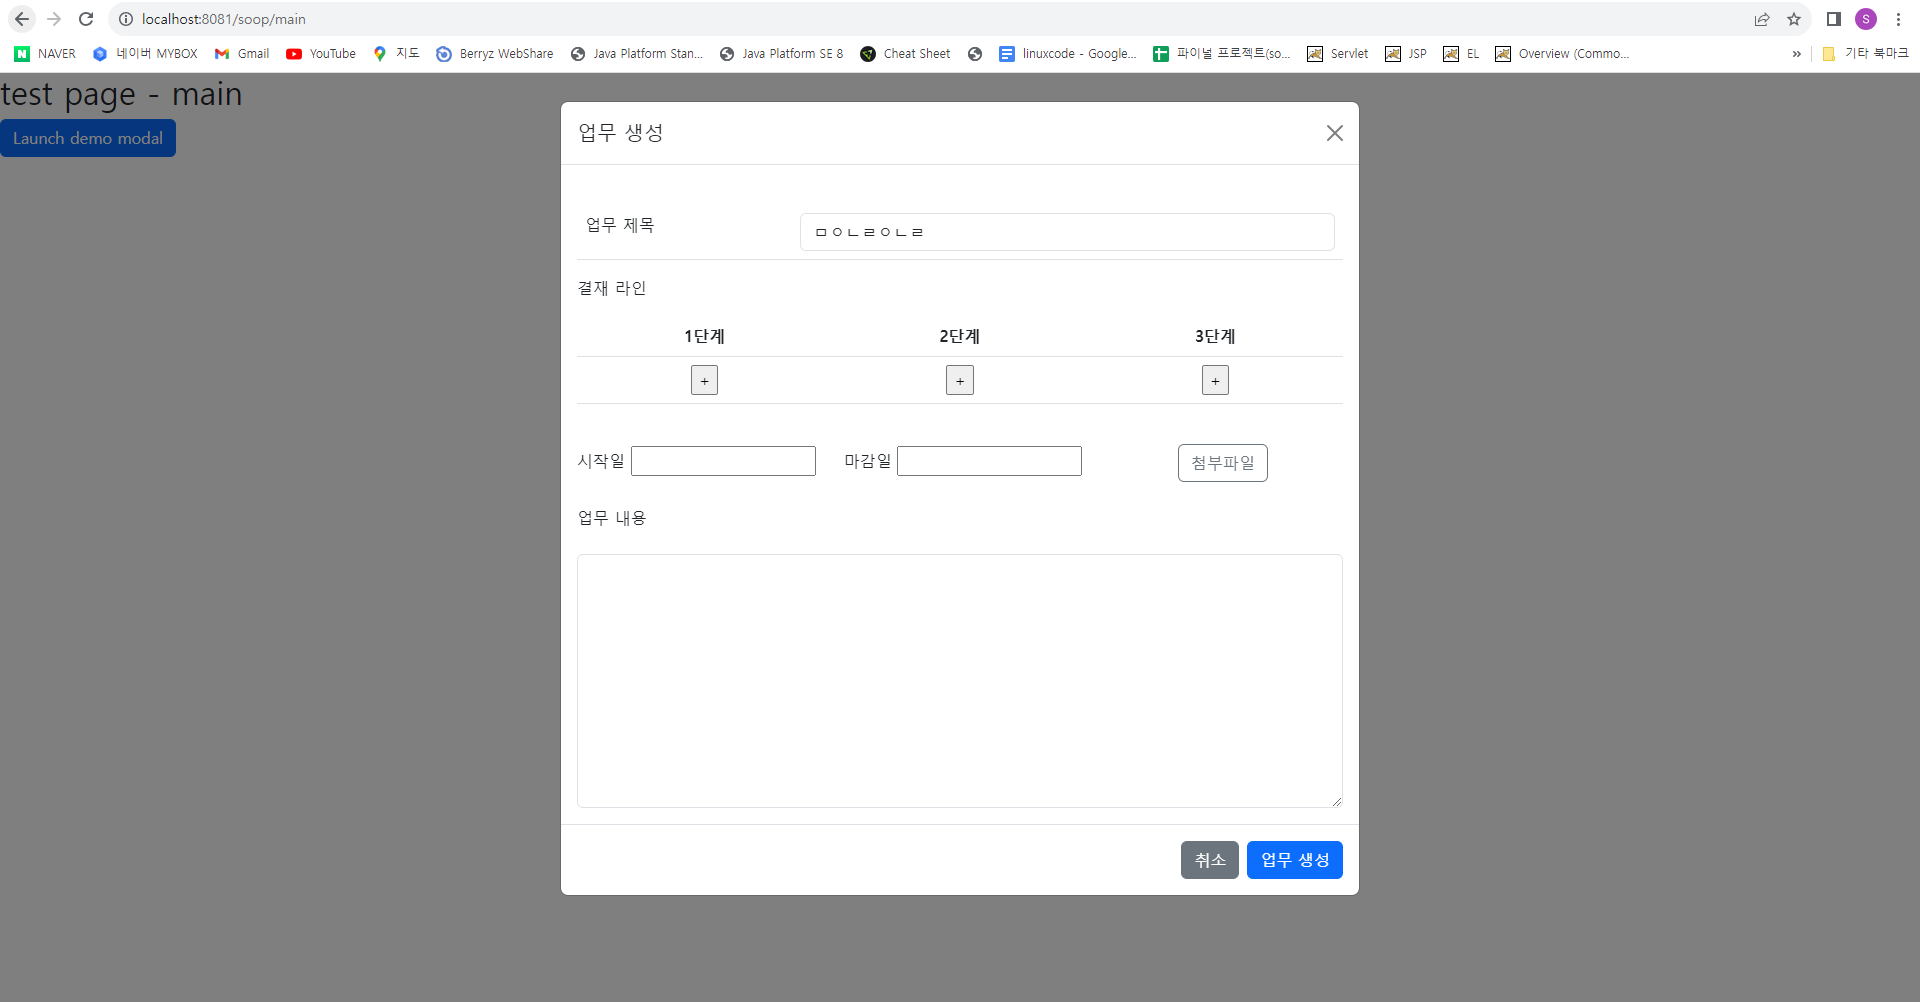 localhost:8081/soop/main
NAVER 네이버 MYBOX Gmail YouTube 지도 Berryz WebShare Java Platform Stan... Java Platform SE 8 Cheat Sheet linuxcode - Google... 파이널 프로젝트(so... Servlet JSP EL Overview (Commo... » 기타 북마크
S
test page - main
Launch demo modal
업무 생성
업무 제목 ㅁㅇㄴㄹㅇㄴㄹ
결재 라인
1단계 2단계 3단계
+ + +
시작일 마감일 첨부파일
업무 내용
취소 업무 생성